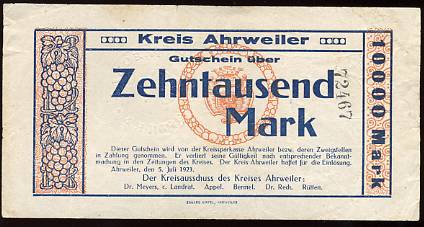 Kreis Ahrweiler
Gutschein über
Zehntausend
Mark
72467
10000 Mark
Dieser Gutschein wird von der Kreissparkasse Ahrweiler bezw. deren Zweigstellen
in Zahlung genommen. Er verliert seine Gültigkeit nach entsprechender Bekannt-
machung in den Zeitungen des Kreises. Der Kreis Ahrweiler haftet für die Einlösung.
Ahrweiler, den 5. Juli 1923.
Der Kreisausschuss des Kreises Ahrweiler:
Dr. Meyers, c. Landrat. Appel. Bermel. Dr. Reds. Rütten.